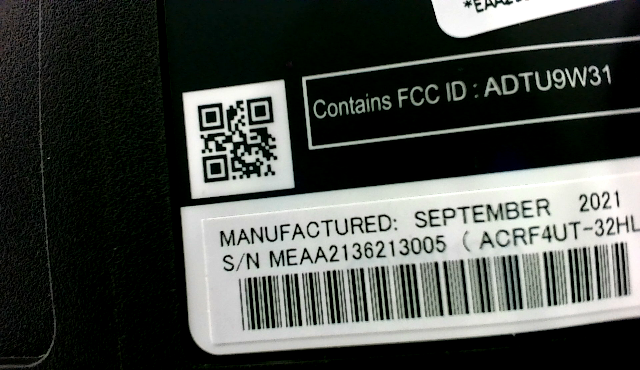 Contains FCC ID : ADTU9W31
MANUFACTURED: SEPTEMBER 2021
S/N MEAA2136213005 ( ACRF4UT-32HL